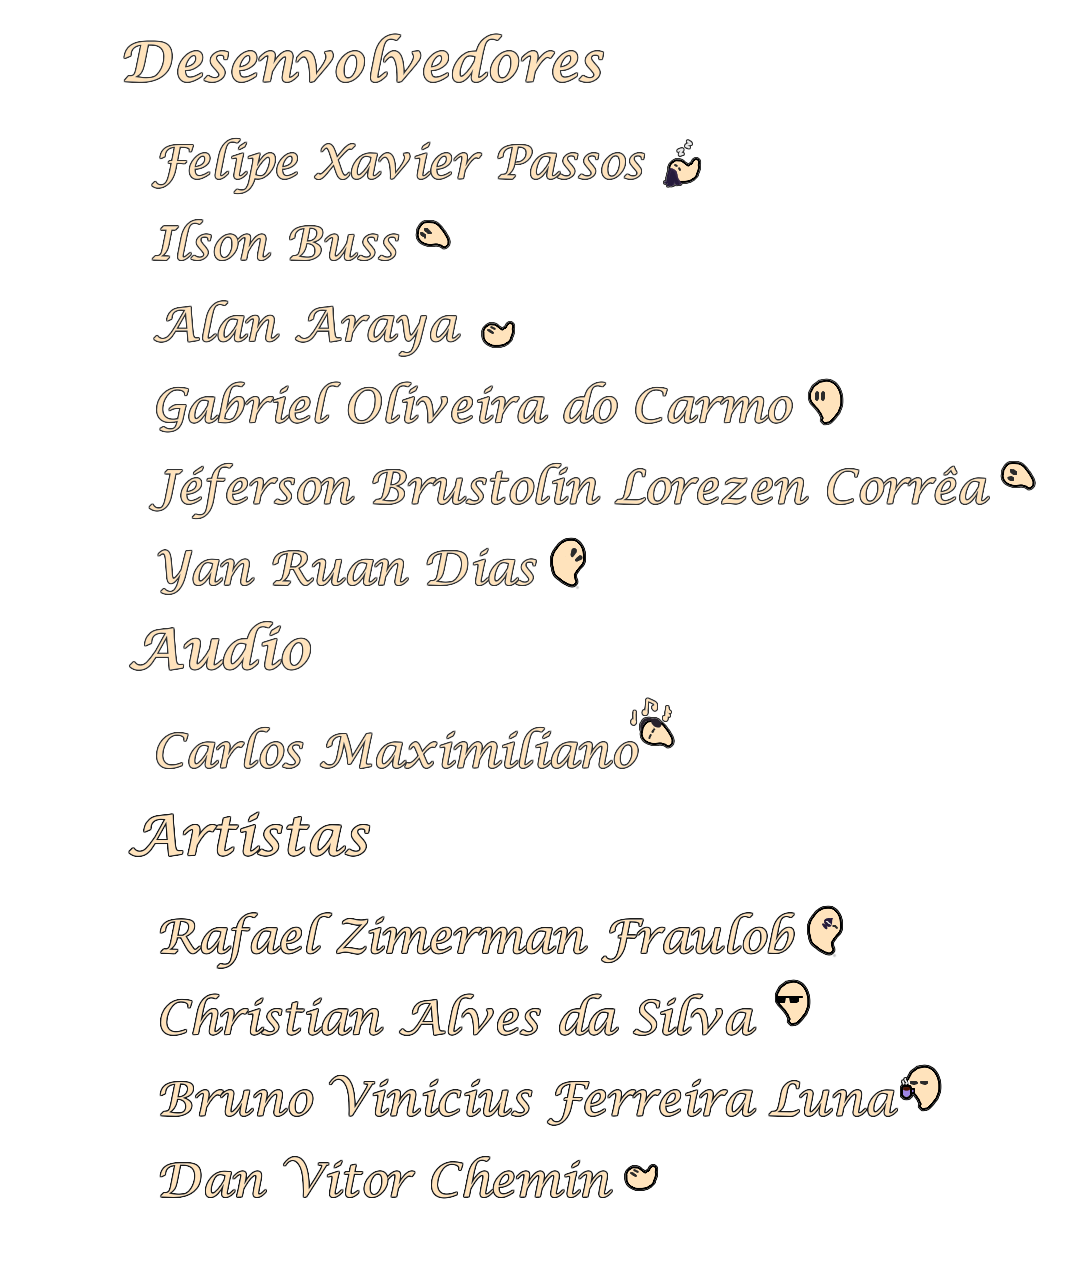 Desenvolvedores
Felipe Xavier Passos
Ilson Buss
Alan Araya
Gabriel Oliveira do Carmo
Jéferson Brustolin Lorezen Corrêa
Yan Ruan Dias
Audio
Carlos Maximiliano
Artistas
Rafael Zimerman Fraulob
Christian Alves da Silva
Bruno Vinicius Ferreira Luna
Dan Vitor Chemin